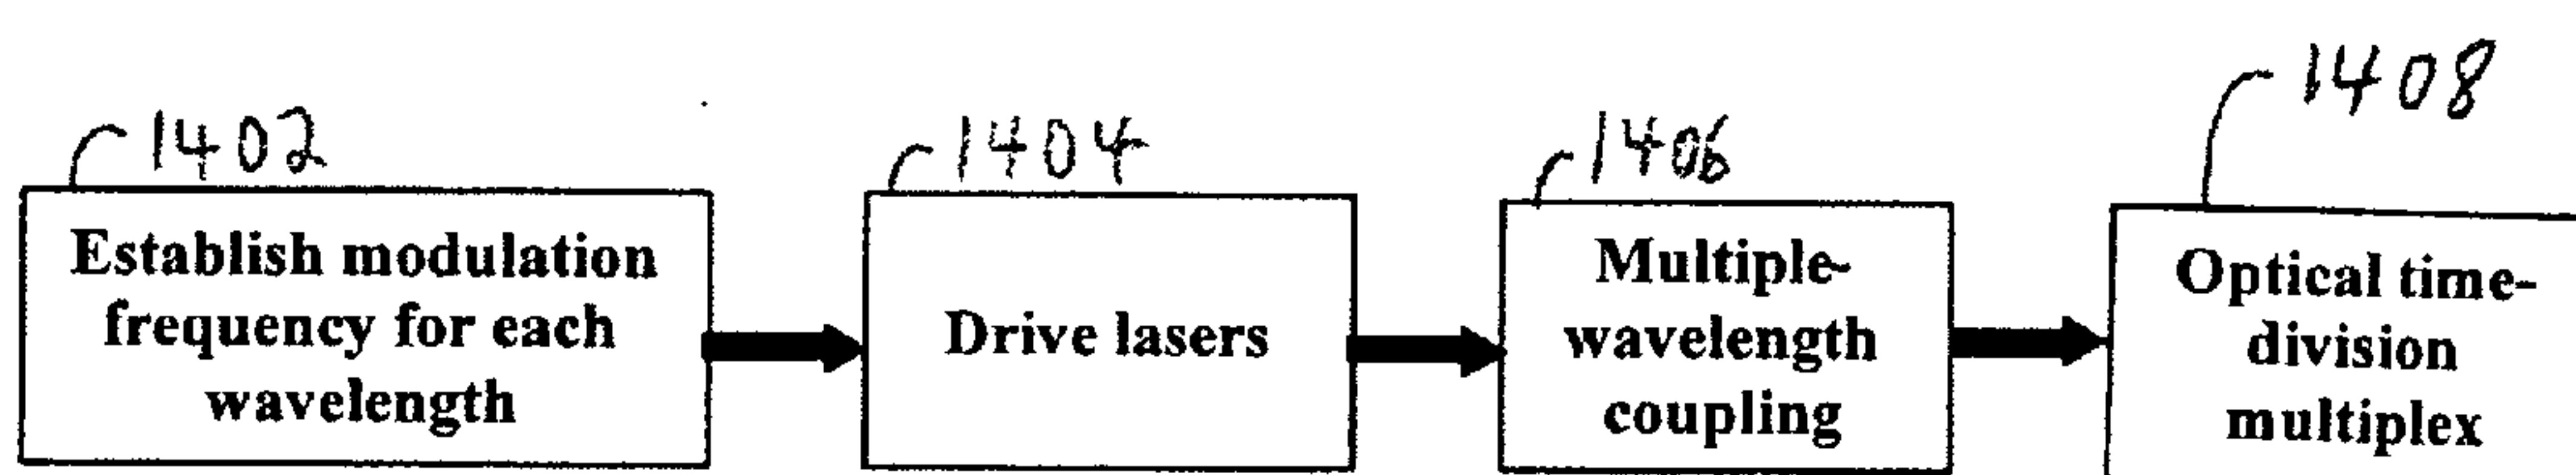 1402
1404
1406
1408
Establish modulation
frequency for each
wavelength
Drive lasers
Multiple-
wavelength
coupling
Optical time-
division
multiplex